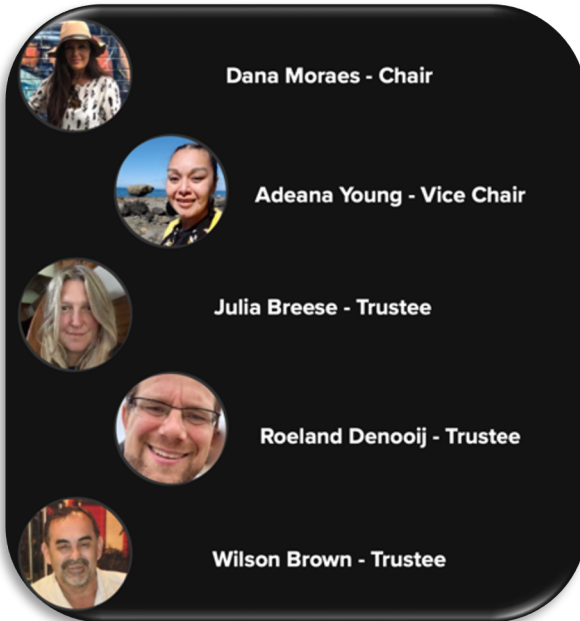 Dana Moraes - Chair
Adeana Young - Vice Chair
Julia Breese - Trustee
Roeland Denooij - Trustee
Wilson Brown - Trustee